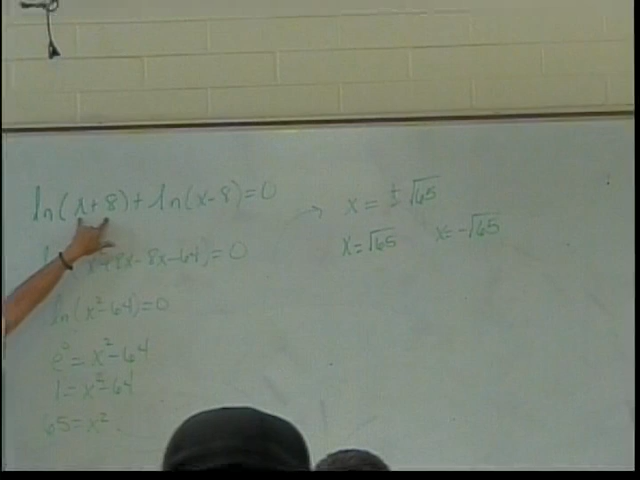 ln(x+8)+ln(x-8)=0
x²+8x-8x-64)=0
ln(x²-64)=0
e⁰=x²-64
1=x²-64
65=x²
x=±√65
x=√65 x=-√65